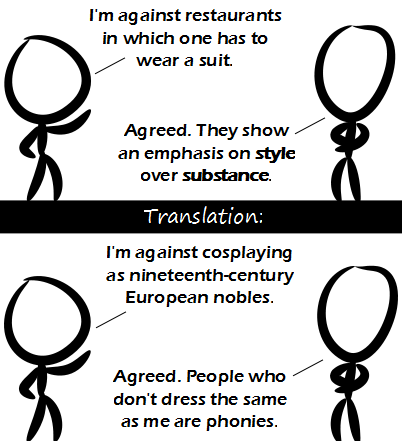 I'm against restaurants
in which one has to
wear a suit.
Agreed. They show
an emphasis on style
over substance.
Translation:
I'm against cosplaying
as nineteenth-century
European nobles.
Agreed. People who
don't dress the same
as me are phonies.